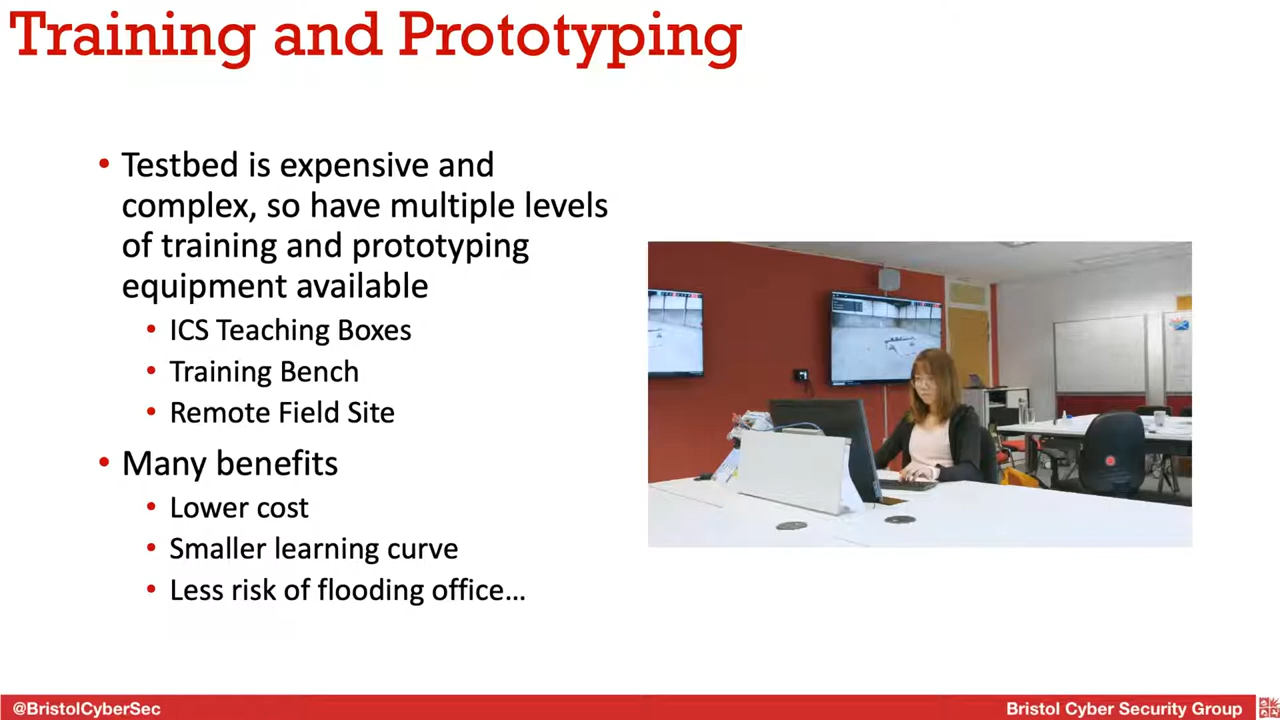 Training and Prototyping
• Testbed is expensive and
complex, so have multiple levels
of training and prototyping
equipment available
• ICS Teaching Boxes
• Training Bench
• Remote Field Site
• Many benefits
• Lower cost
• Smaller learning curve
• Less risk of flooding office…
@BristolCyberSec
Bristol Cyber Security Group